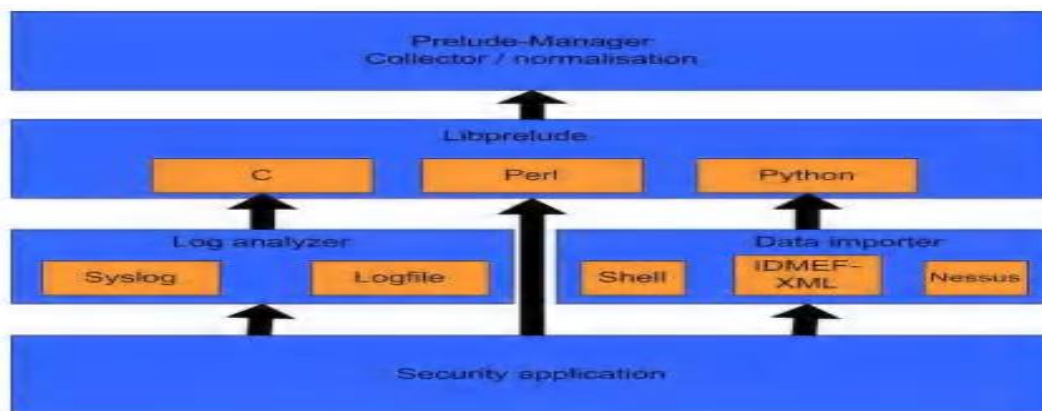 Prelude-Manager
Collector / normalisation
Libprelude
C
Perl
Python
Log analyzer
Syslog
Logfile
Data importer
Shell
IDMEF-
XML
Nessus
Security application